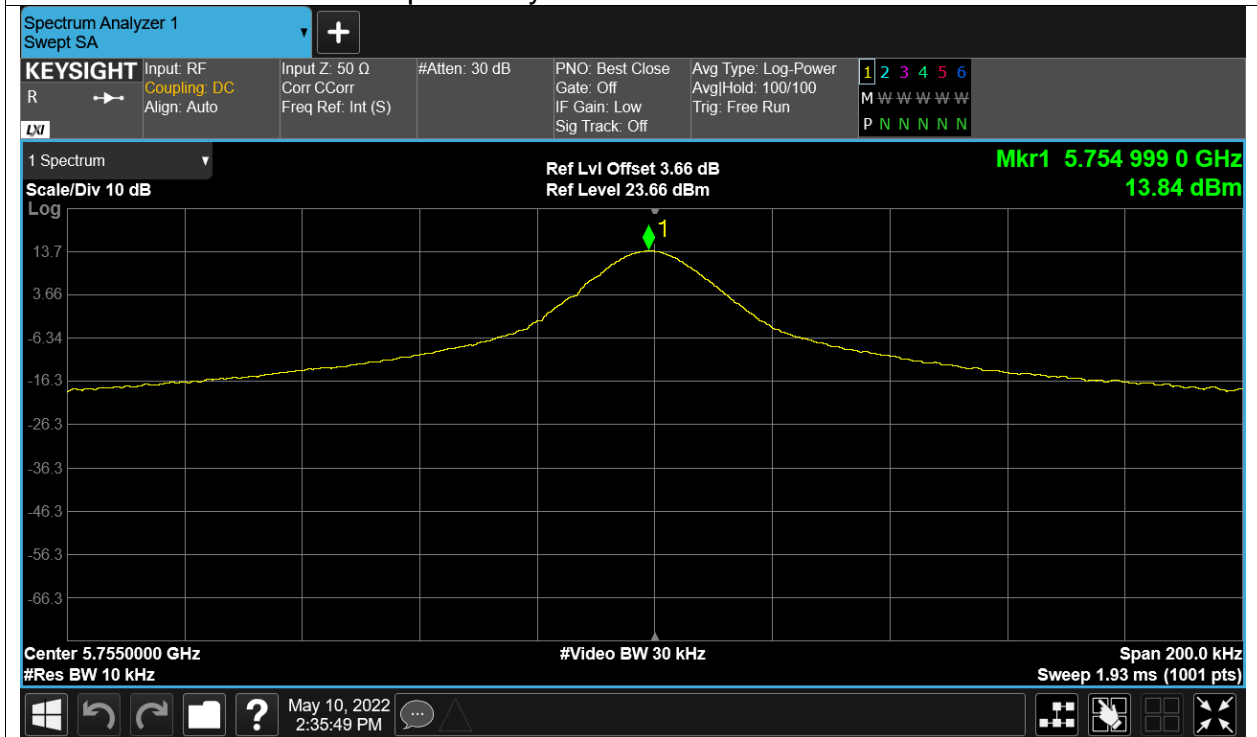 Spectrum Analyzer 1
Swept SA
+
KEYSIGHT Input: RF Input Z: 50 Ω #Atten: 30 dB PNO: Best Close Avg Type: Log-Power 1 2 3 4 5 6
R Coupling: DC Corr CCorr Gate: Off Avg|Hold: 100/100 M W W W W W
Align: Auto Freq Ref: Int (S) IF Gain: Low Trig: Free Run P N N N N N N
LXI Sig Track: Off
1 Spectrum Ref Lvl Offset 3.66 dB Mkr1 5.754 999 0 GHz
Scale/Div 10 dB Ref Level 23.66 dBm 13.84 dBm
Log
1
13.7
3.66
-6.34
-16.3
-26.3
-36.3
-46.3
-56.3
-66.3
Center 5.7550000 GHz #Video BW 30 kHz Span 200.0 kHz
#Res BW 10 kHz Sweep 1.93 ms (1001 pts)
? May 10, 2022
2:35:49 PM